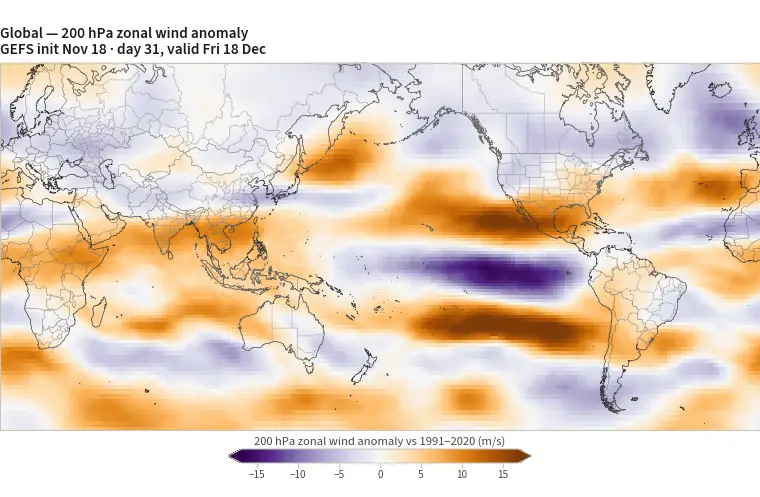 Global — 200 hPa zonal wind anomaly
GEFS init Nov 18 · day 31, valid Fri 18 Dec
200 hPa zonal wind anomaly vs 1991–2020 (m/s)
−15 −10 −5 0 5 10 15